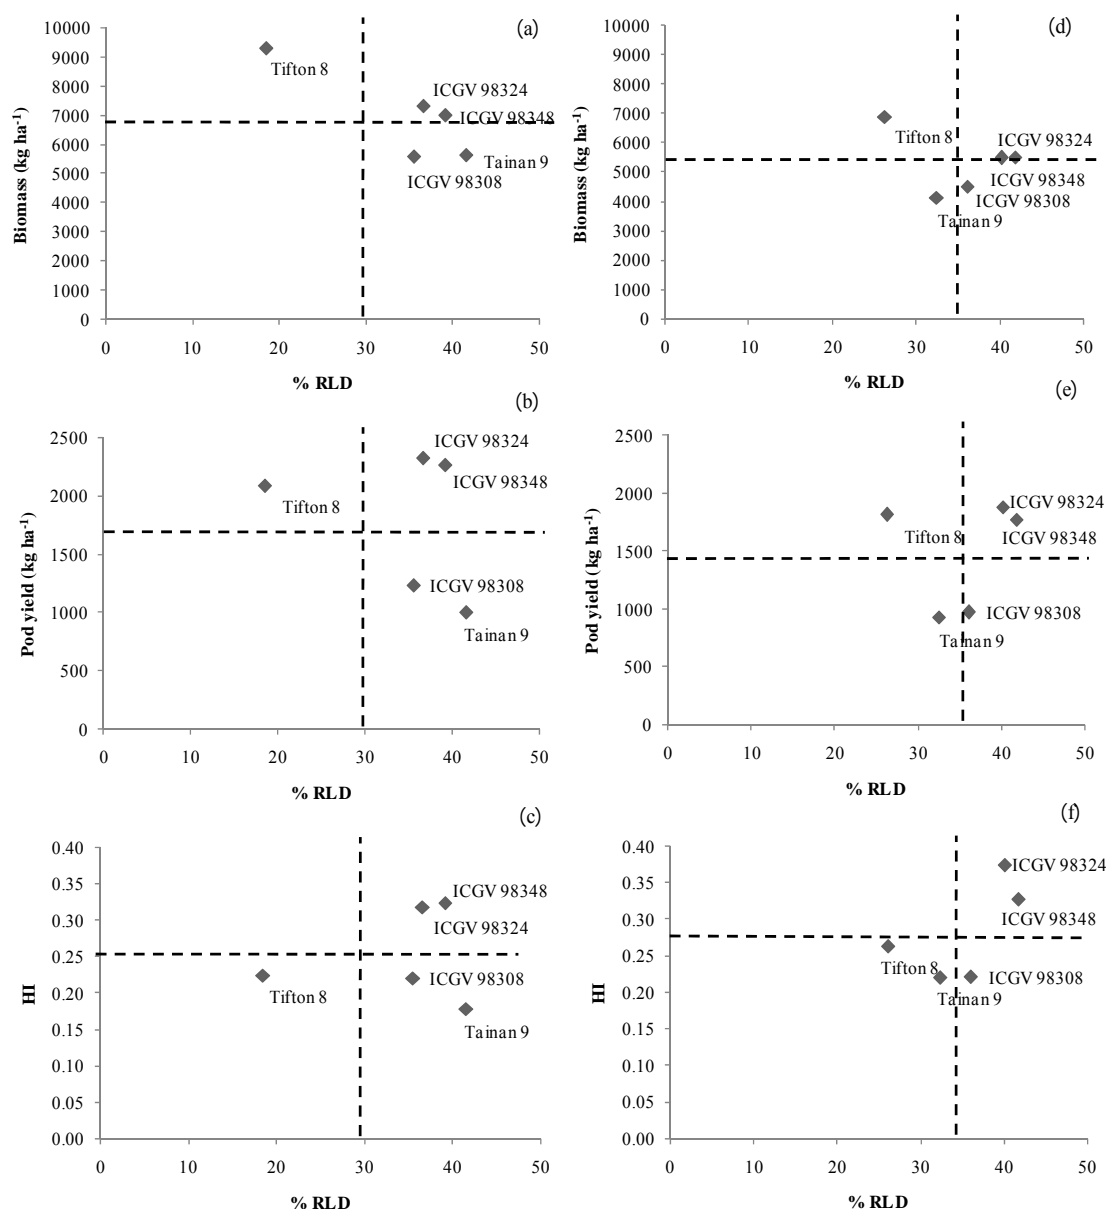 (a)
10000
9000
8000
7000
6000
5000
4000
3000
2000
1000
0
Biomass (kg ha-1)
Tifton 8
ICGV 98324
ICGV 98348
Tainan 9
ICGV 98308
0 10 20 30 40 50
% RLD
(d)
10000
9000
8000
7000
6000
5000
4000
3000
2000
1000
0
Biomass (kg ha-1)
Tifton 8
ICGV 98324
ICGV 98348
ICGV 98308
Tainan 9
0 10 20 30 40 50
% RLD
(b)
2500
2000
1500
1000
500
0
Pod yield (kg ha-1)
ICGV 98324
ICGV 98348
Tifton 8
ICGV 98308
Tainan 9
0 10 20 30 40 50
% RLD
(e)
2500
2000
1500
1000
500
0
Pod yield (kg ha-1)
ICGV 98324
Tifton 8
ICGV 98348
ICGV 98308
Tainan 9
0 10 20 30 40 50
% RLD
(c)
0.40
0.35
0.30
0.25
0.20
0.15
0.10
0.05
0.00
HI
ICGV 98348
ICGV 98324
ICGV 98308
Tifton 8
Tainan 9
0 10 20 30 40 50
% RLD
(f)
0.40
0.35
0.30
0.25
0.20
0.15
0.10
0.05
0.00
HI
ICGV 98324
ICGV 98348
Tifton 8
ICGV 98308
Tainan 9
0 10 20 30 40 50
% RLD